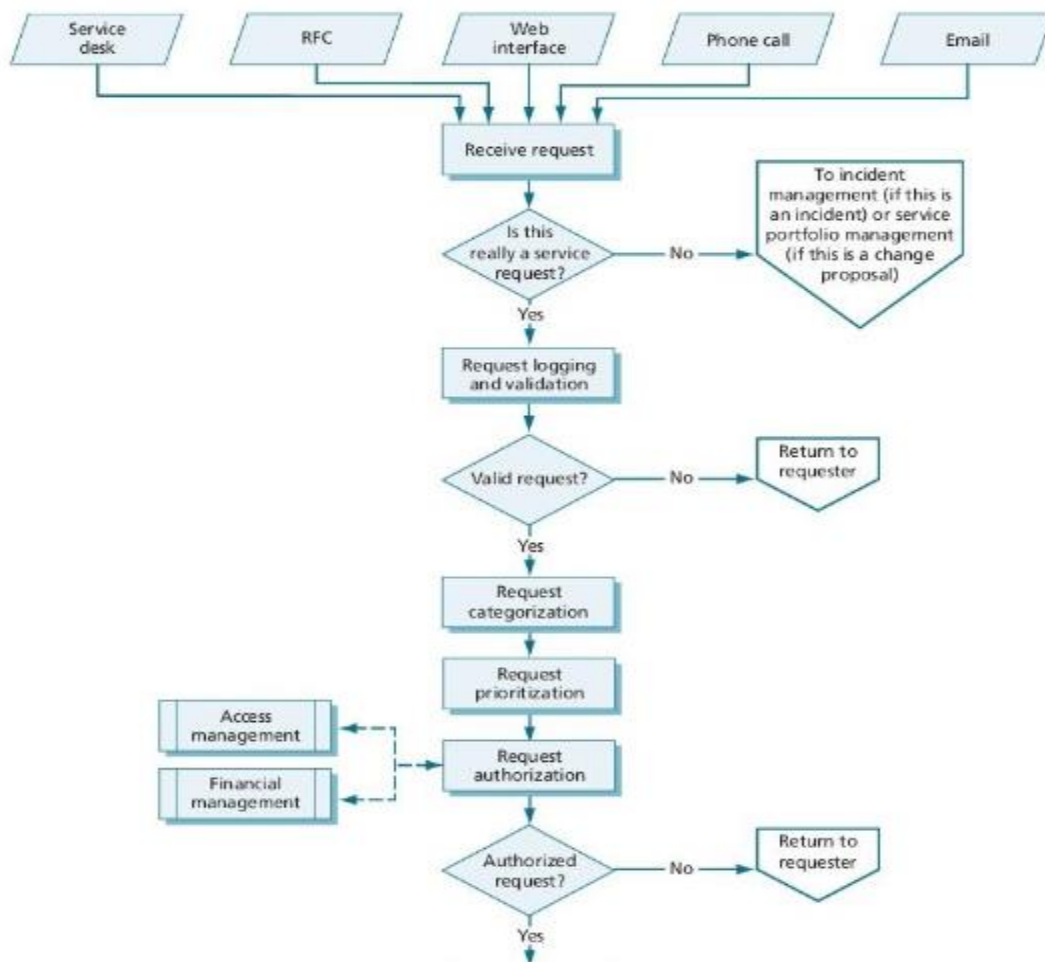 Service
desk
RFC
Web
interface
Phone call
Email
Receive request
To incident
management (if this is
an incident) or service
portfolio management
(if this is a change
proposal)
Is this
really a service
request?
No
Yes
Request logging
and validation
Valid request?
No
Return to
requester
Yes
Request
categorization
Request
prioritization
Access
management
Request
authorization
Financial
management
Authorized
request?
No
Return to
requester
Yes